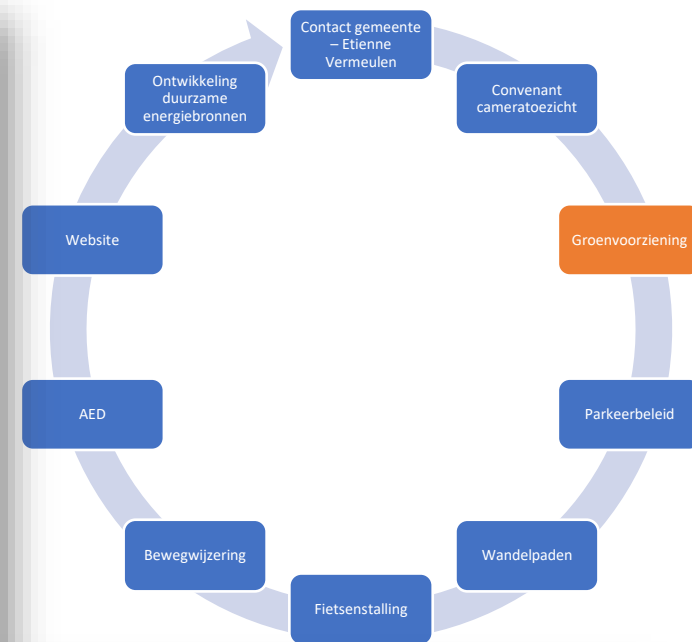 Contact gemeente
– Etienne
Vermeulen
Convenant
cameratoezicht
Groenvoorziening
Parkeerbeleid
Wandelpaden
Fietsenstalling
Bewegwijzering
AED
Website
Ontwikkeling
duurzame
energiebronnen